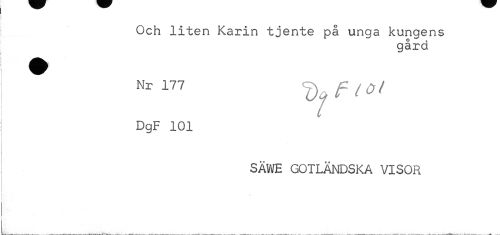 Och liten Karin tjente på unga kungens
gård
Nr 177
DgF 101
DgF 101
SÄWE GOTLÄNDSKA VISOR